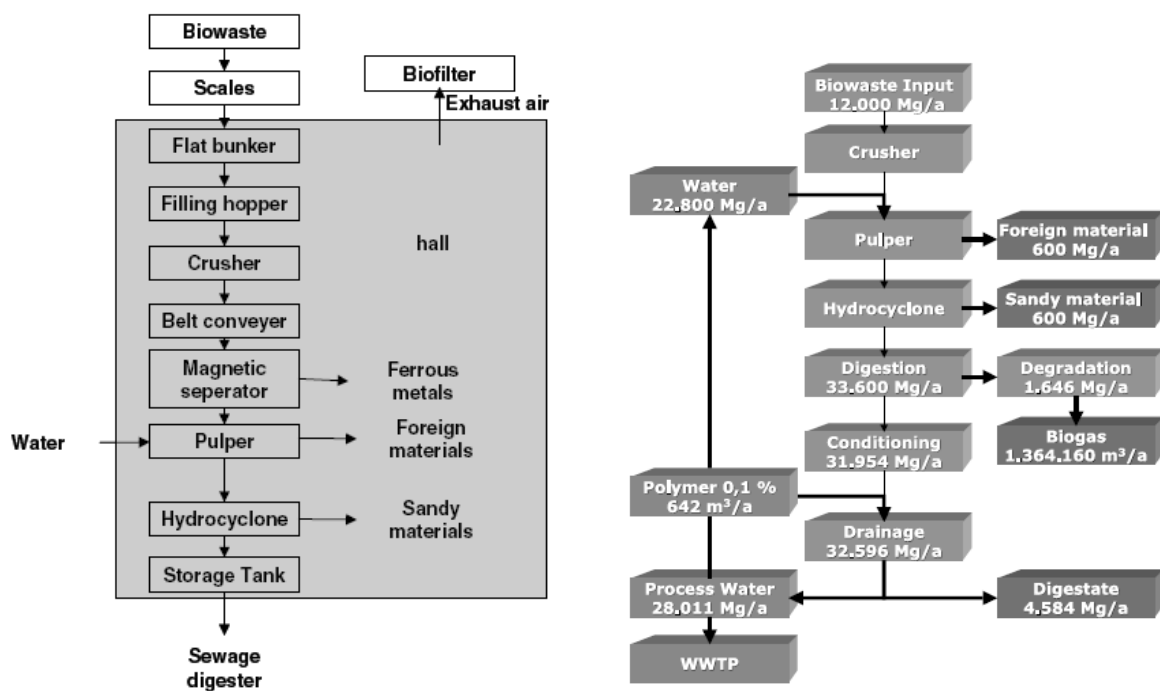 Biowaste
Scales
Biofilter
Exhaust air
Flat bunker
Filling hopper
hall
Crusher
Belt conveyer
Magnetic
seperator
Ferrous
metals
Water
Pulper
Foreign
materials
Hydrocyclone
Sandy
materials
Storage Tank
Sewage
digester
Biowaste Input
12.000 Mg/a
Crusher
Water
22.800 Mg/a
Pulper
Foreign material
600 Mg/a
Hydrocyclone
Sandy material
600 Mg/a
Digestion
33.600 Mg/a
Degradation
1.646 Mg/a
Conditioning
31.954 Mg/a
Biogas
1.364.160 m³/a
Polymer 0,1 %
642 m³/a
Drainage
32.596 Mg/a
Process Water
28.011 Mg/a
Digestate
4.584 Mg/a
WWTP